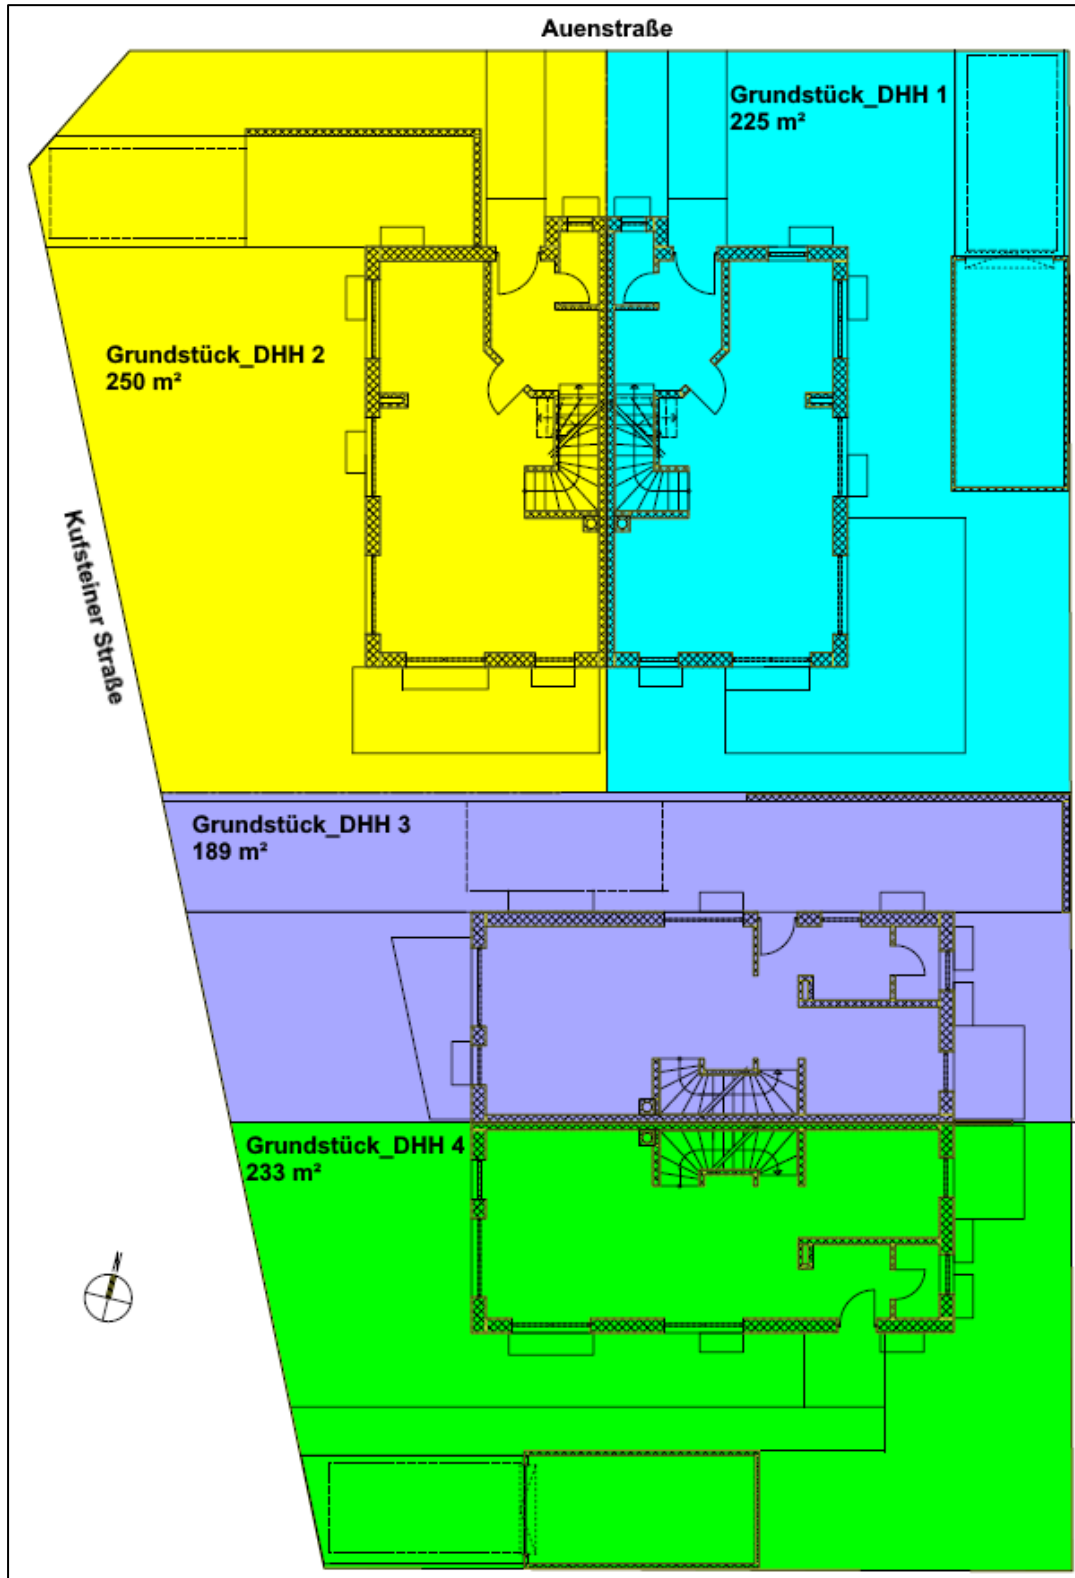 Auenstraße
Grundstück_DHH 1
225 m²
Grundstück_DHH 2
250 m²
Kufsteiner Straße
Grundstück_DHH 3
189 m²
Grundstück_DHH 4
233 m²
N